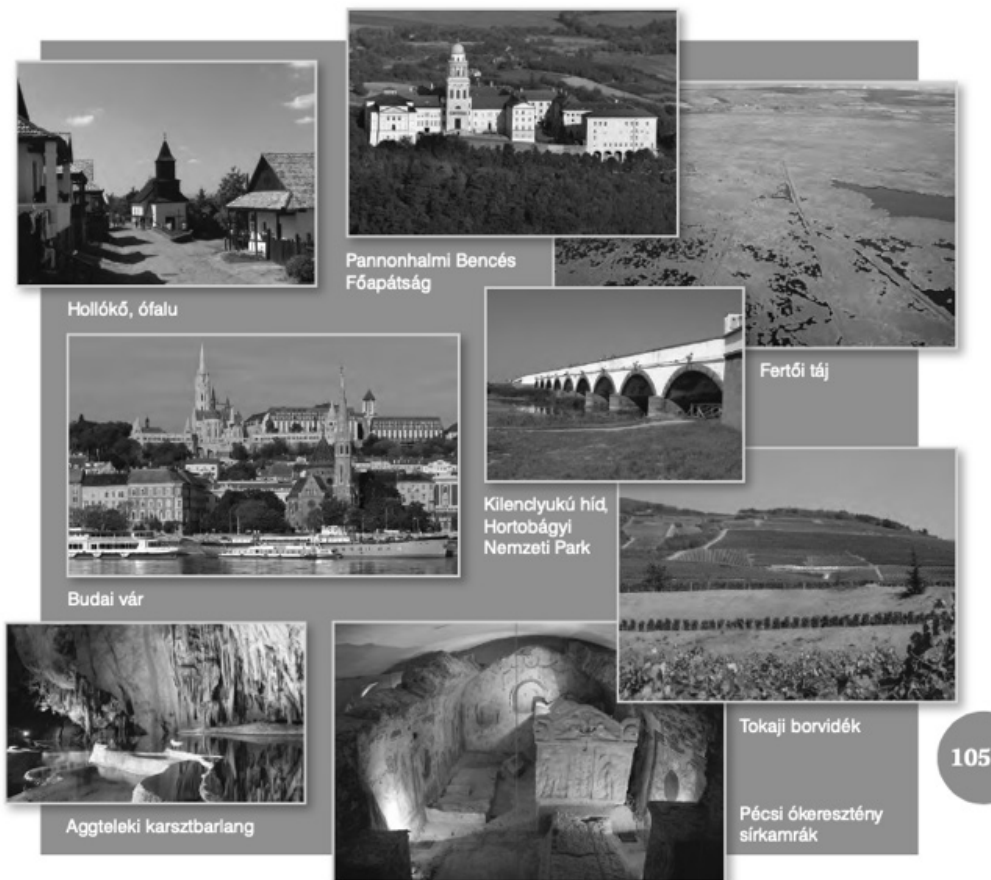 Pannonhalmi Bencés
Főapátság
Hollókő, ófalu
Fertői táj
Kilenclyukú híd,
Hortobágyi
Nemzeti Park
Budai vár
Tokaji borvidék
105
Pécsi ókeresztény
sírkamrák
Aggteleki karsztbarlang